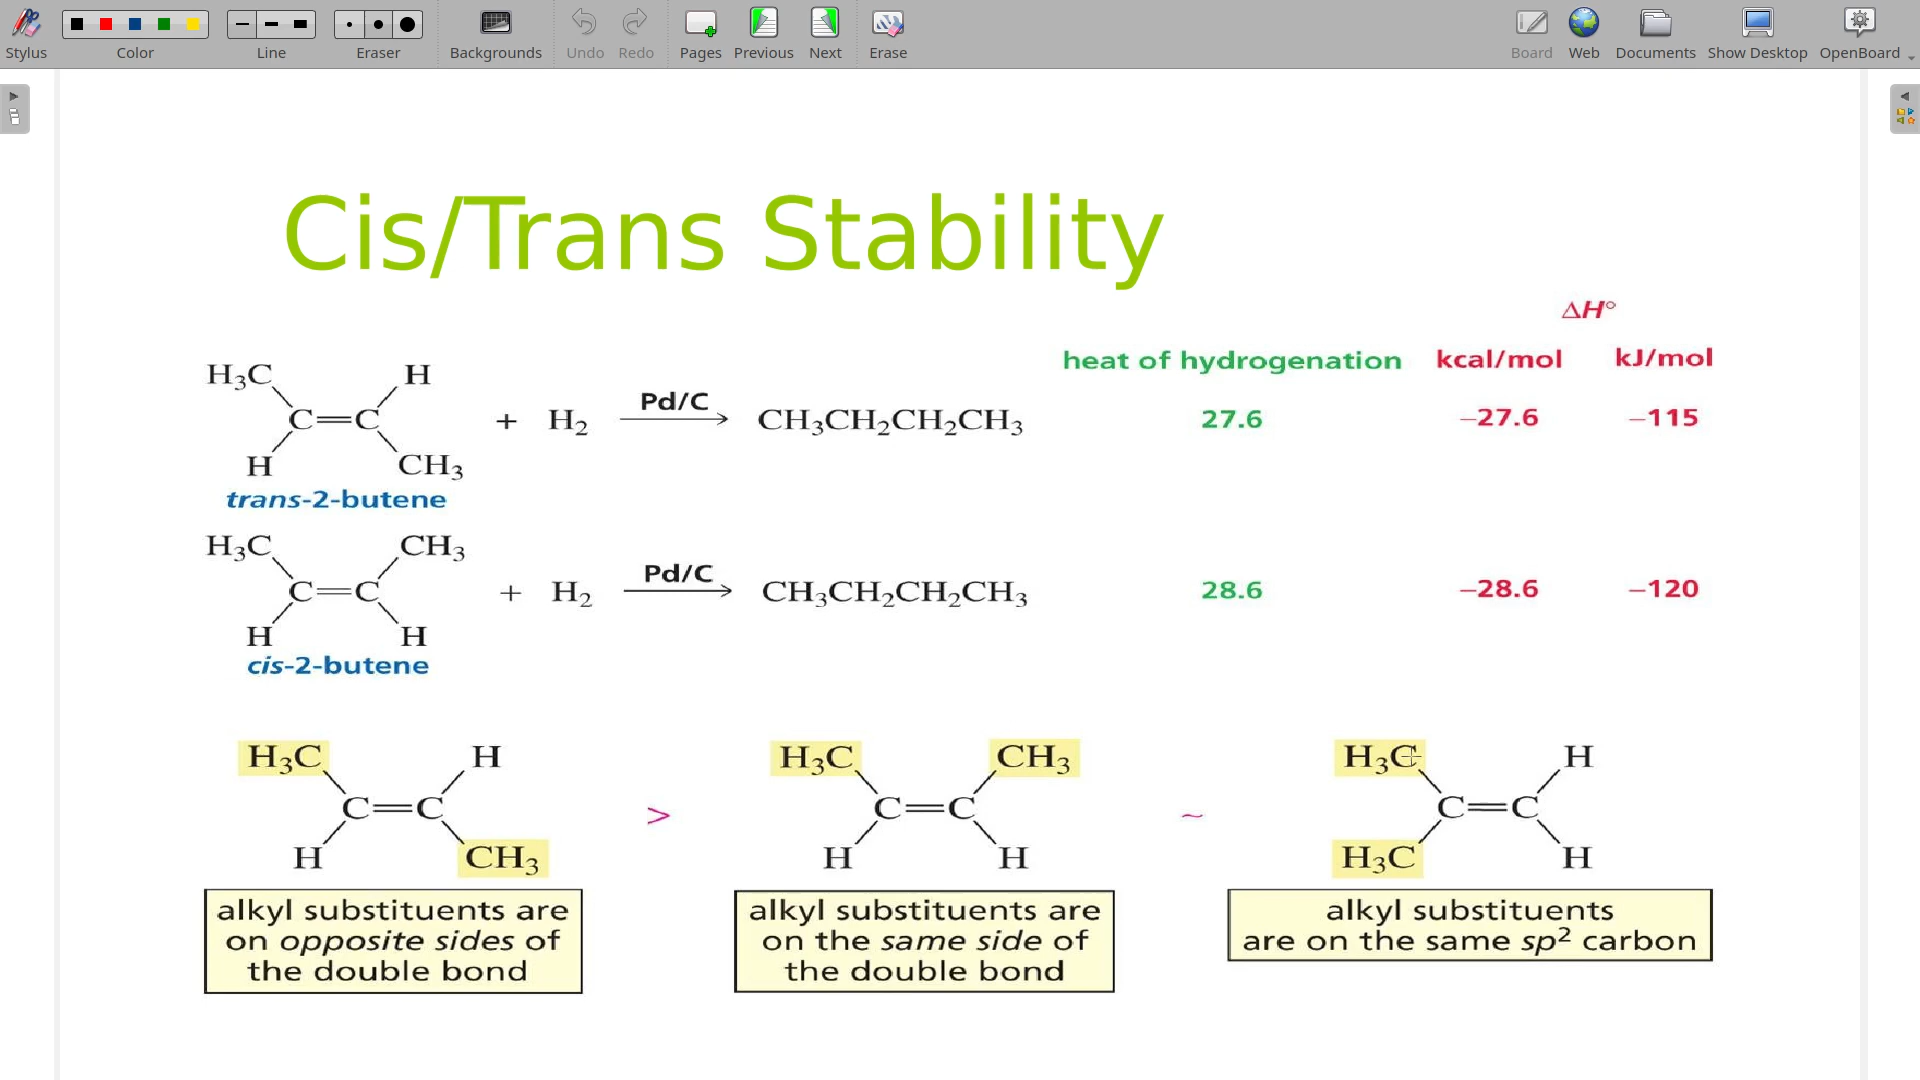 Stylus Color Line Eraser Backgrounds Undo Redo Pages Previous Next Erase Board Web Documents Show Desktop OpenBoard
Cis/Trans Stability
ΔH°
heat of hydrogenation kcal/mol kJ/mol
H₃C H
C=C + H₂ Pd/C CH₃CH₂CH₂CH₃ 27.6 −27.6 −115
H CH₃
trans-2-butene
H₃C CH₃
C=C + H₂ Pd/C CH₃CH₂CH₂CH₃ 28.6 −28.6 −120
H H
cis-2-butene
H₃C H H₃C CH₃ H₃C H
C=C > C=C ~ C=C
H CH₃ H H H₃C H
alkyl substituents are
on opposite sides of
the double bond
alkyl substituents are
on the same side of
the double bond
alkyl substituents
are on the same sp² carbon